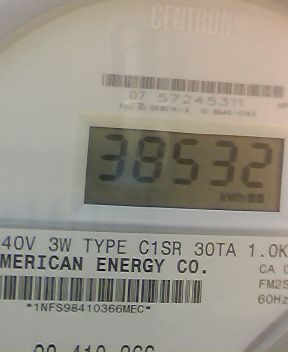 CENTRON
07 57245311
38532
kWh
40V 3W TYPE C1SR 30TA 1.0K
MERICAN ENERGY CO.
CA 0
FM2S
60Hz
*1NFS98410366MEC*